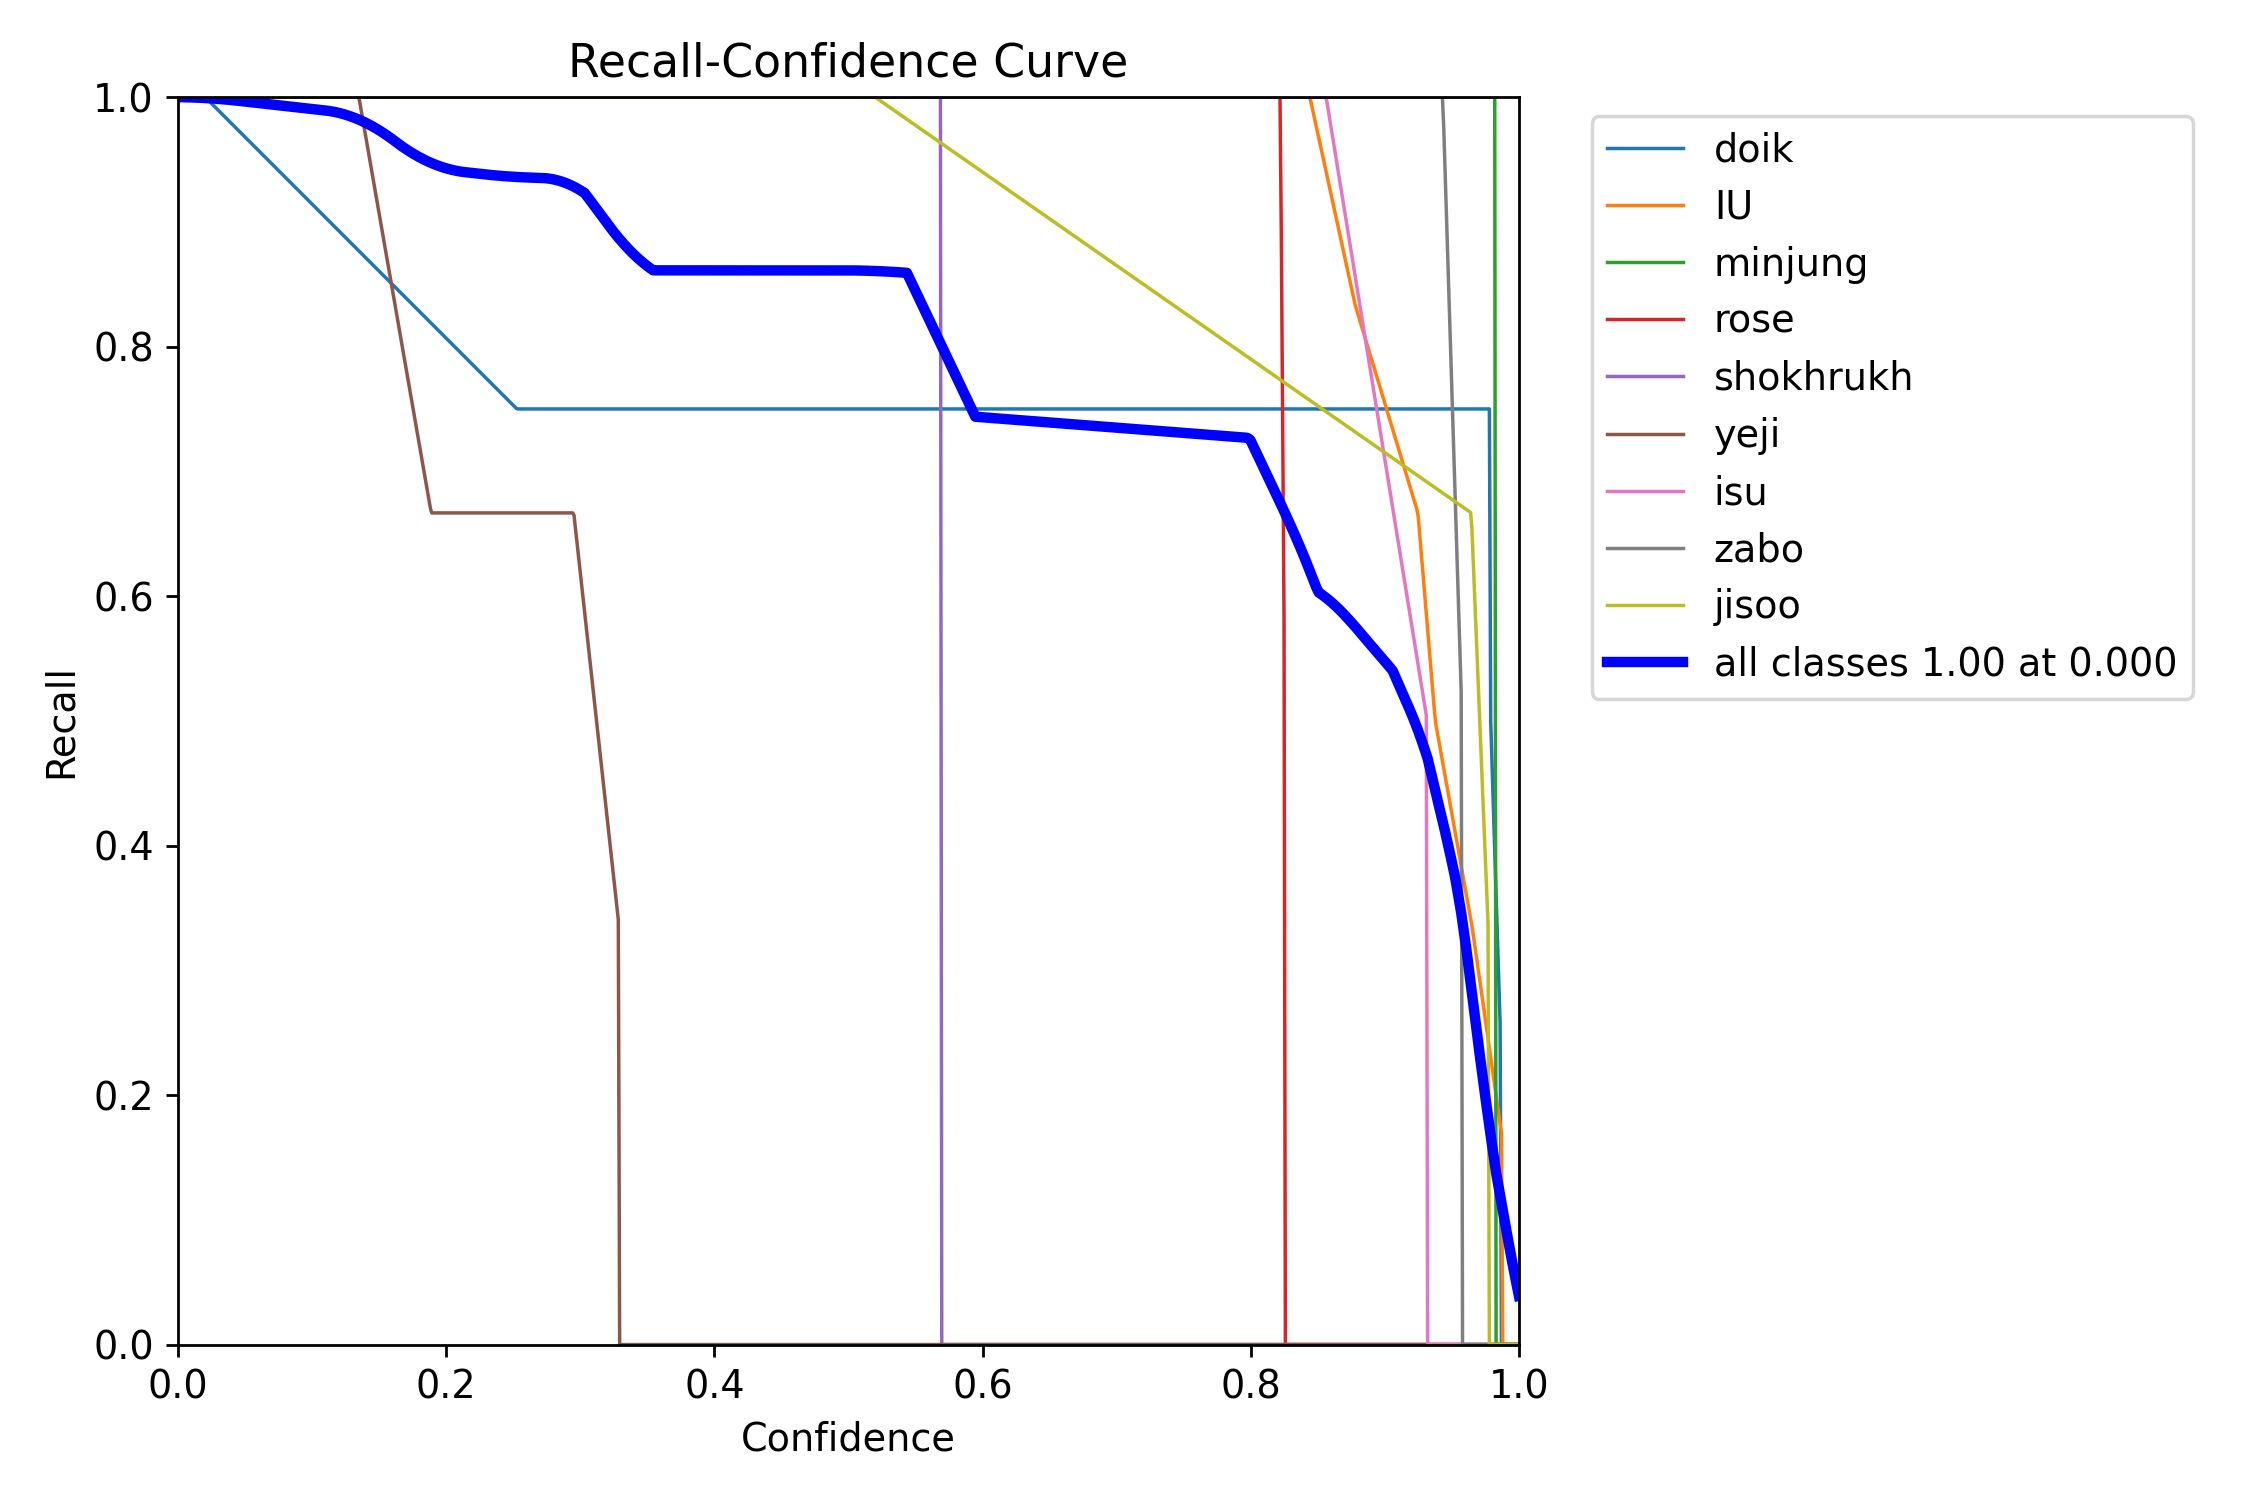 Recall-Confidence Curve
1.0
0.8
0.6
0.4
0.2
0.0
Recall
0.0 0.2 0.4 0.6 0.8 1.0
Confidence
doik
IU
minjung
rose
shokhrukh
yeji
isu
zabo
jisoo
all classes 1.00 at 0.000